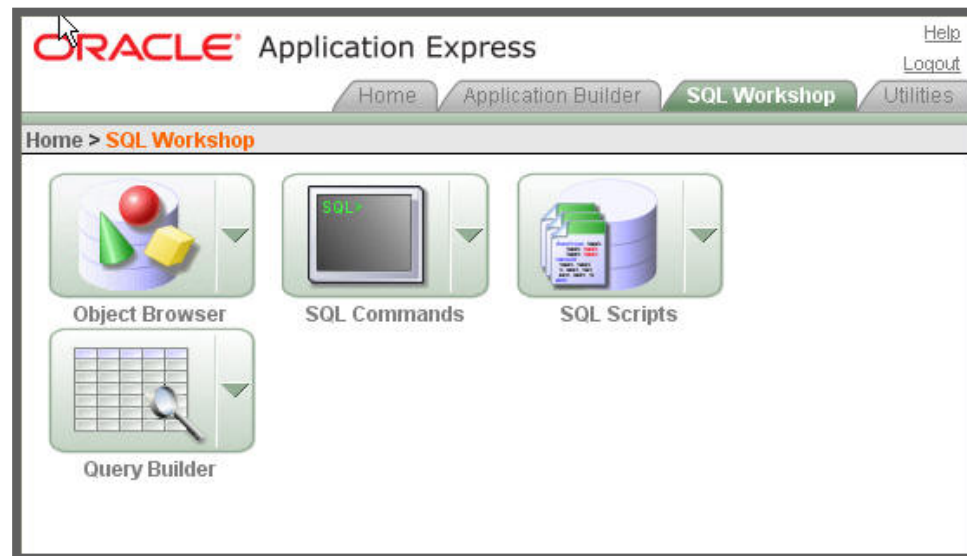 ORACLE Application Express
Help
Logout
Home Application Builder SQL Workshop Utilities
Home > SQL Workshop
SQL>
Object Browser SQL Commands SQL Scripts
Query Builder